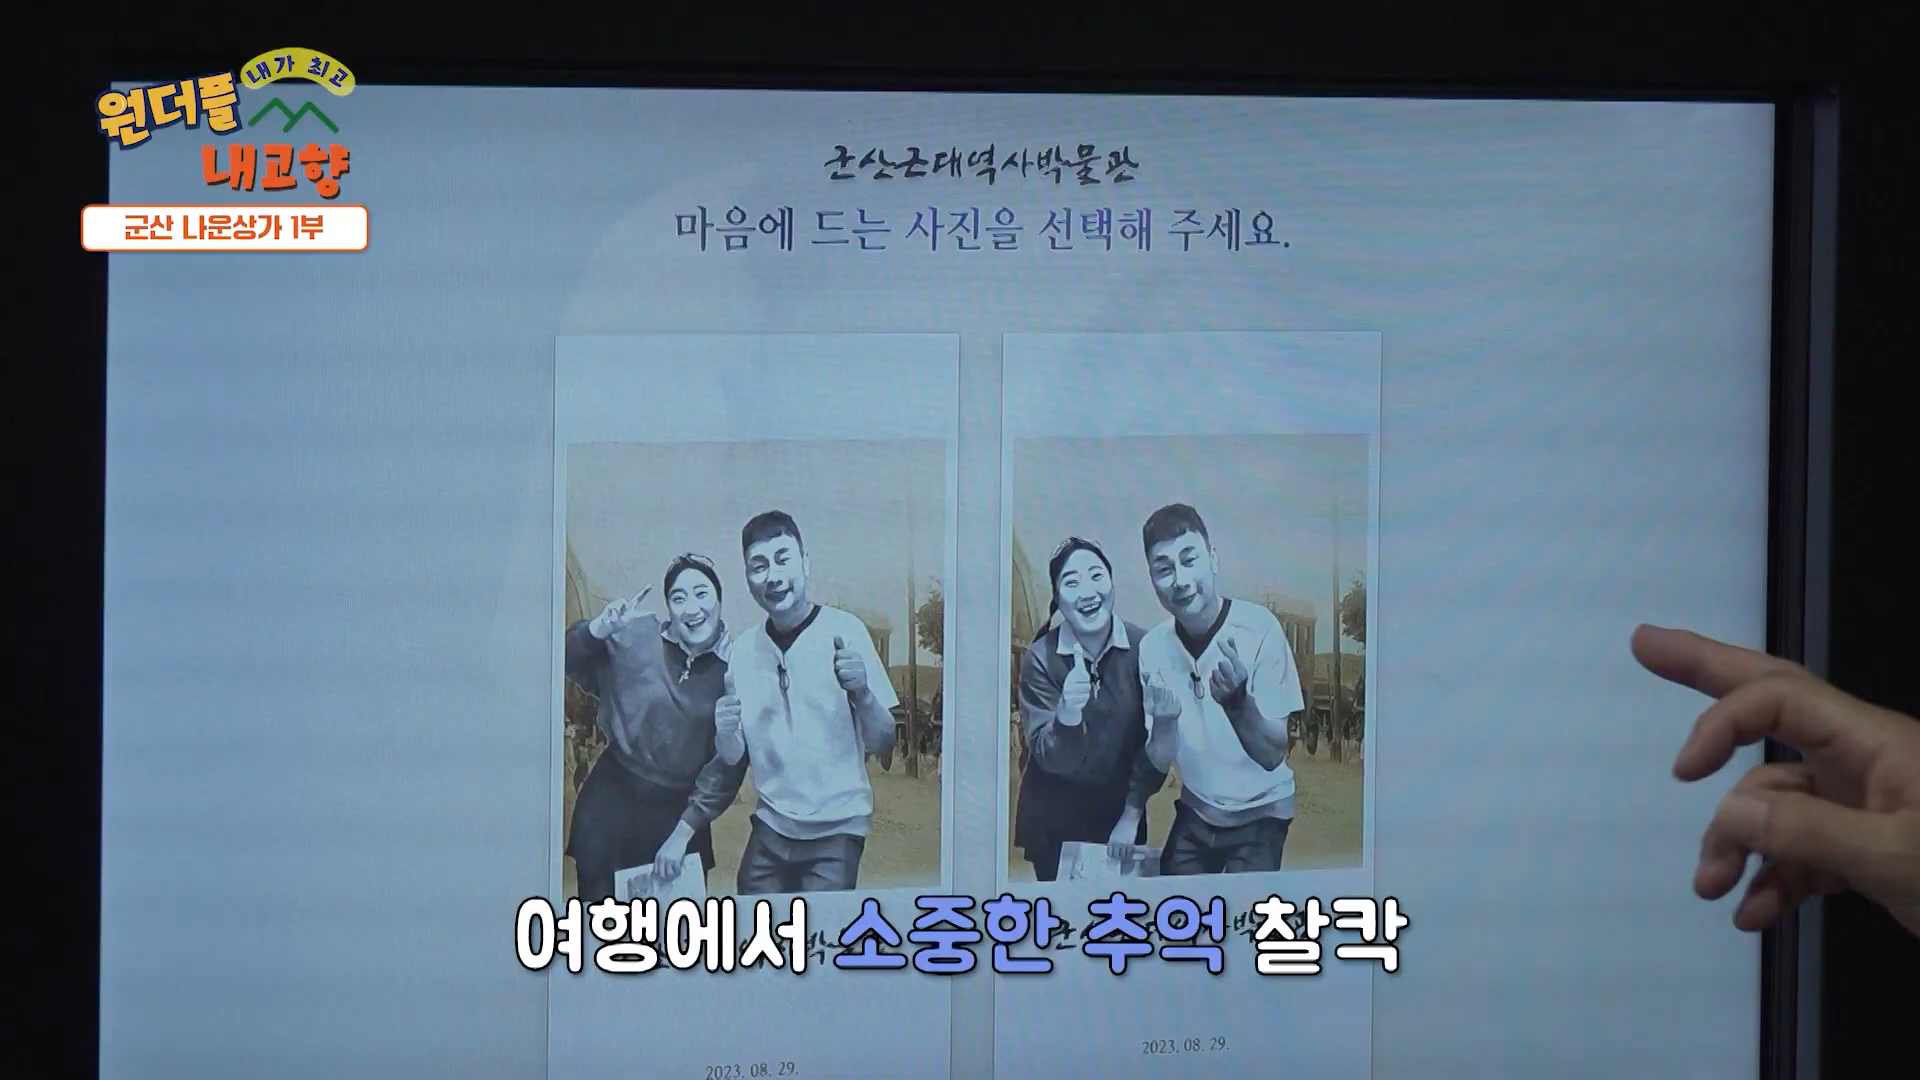 내가 최고
원더풀
내고향
군산 나운상가 1부
군산근대역사박물관
마음에 드는 사진을 선택해 주세요.
여행에서 소중한 추억 찰칵
2023. 08. 29.
2023. 08. 29.